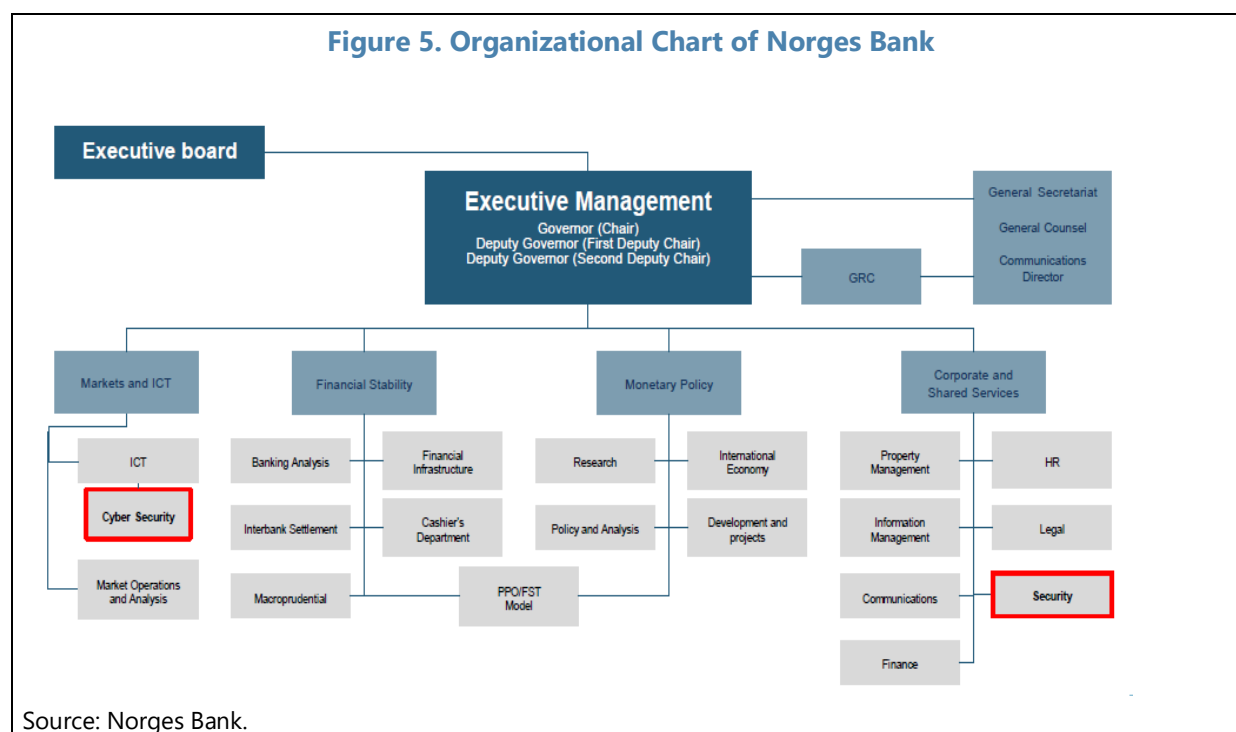 Figure 5. Organizational Chart of Norges Bank
Executive board
Executive Management
Governor (Chair)
Deputy Governor (First Deputy Chair)
Deputy Governor (Second Deputy Chair)
General Secretariat
General Counsel
Communications
Director
GRC
Markets and ICT
Financial Stability
Monetary Policy
Corporate and
Shared Services
ICT
Cyber Security
Market Operations
and Analysis
Banking Analysis
Financial
Infrastructure
Interbank Settlement
Cashier's
Department
Macroprudential
PPO/FST
Model
Research
International
Economy
Policy and Analysis
Development and
projects
Property
Management
HR
Information
Management
Legal
Communications
Security
Finance
Source: Norges Bank.